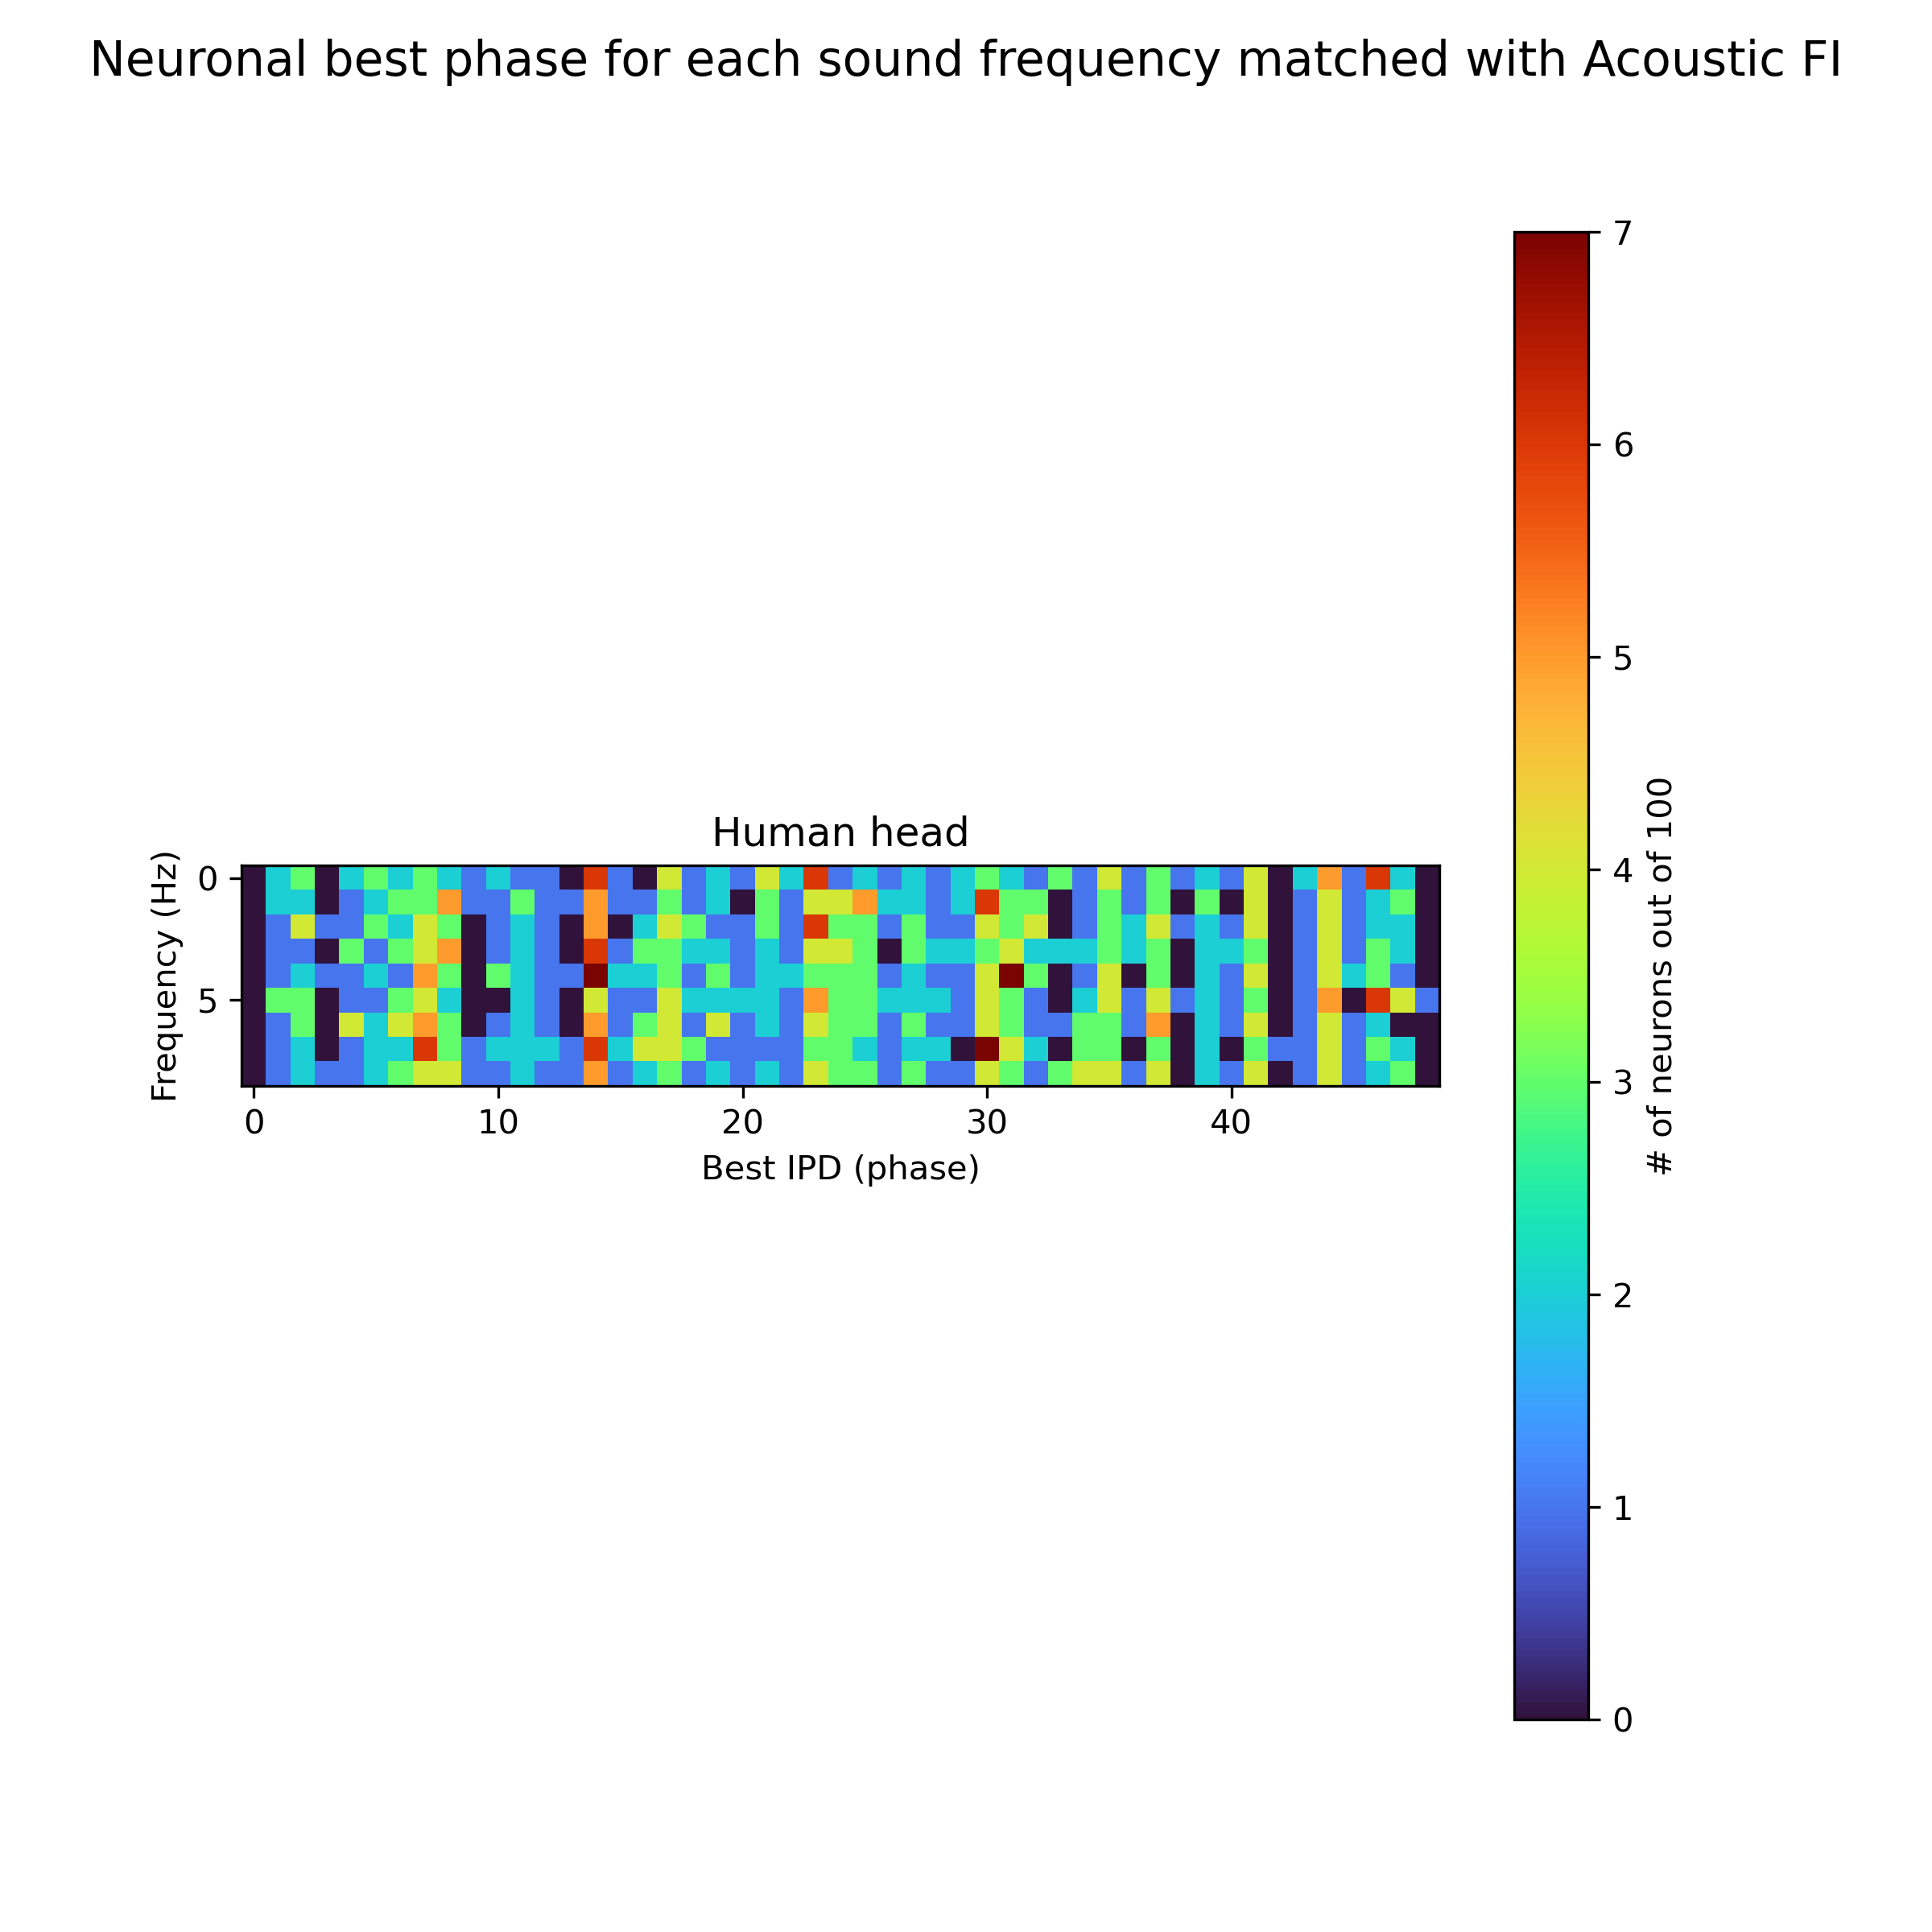 Neuronal best phase for each sound frequency matched with Acoustic FI
Human head
Frequency (Hz)
0
5
0 10 20 30 40
Best IPD (phase)
7
6
5
4
3
2
1
0
# of neurons out of 100